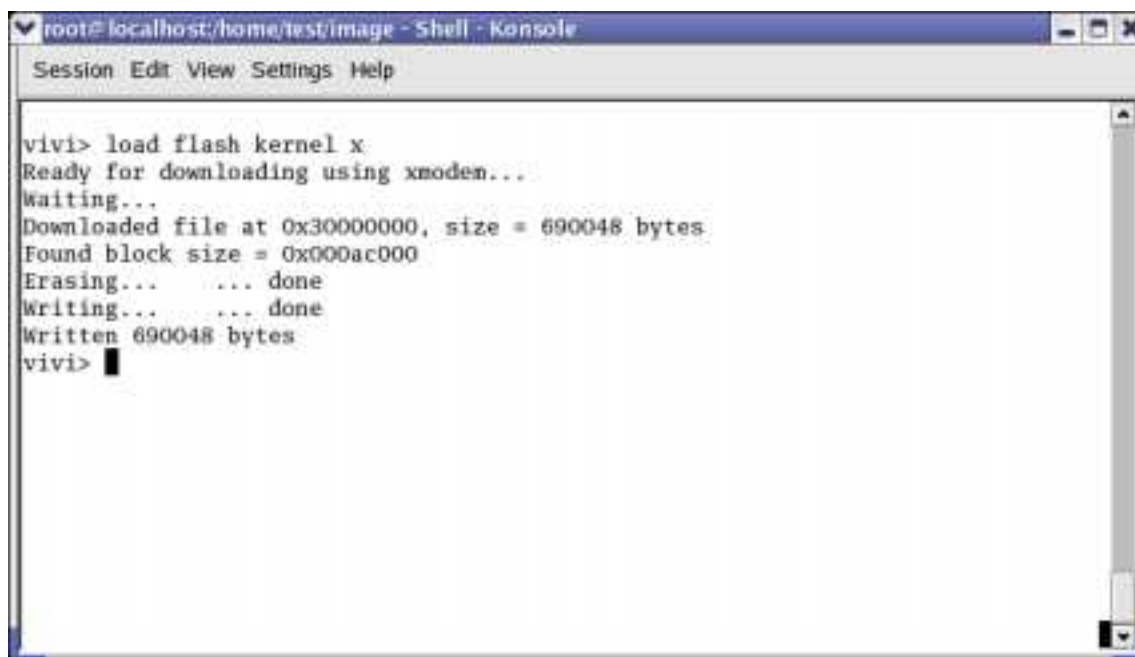 root@localhost:/home/test/image - Shell - Konsole
Session Edit View Settings Help
vivi> load flash kernel x
Ready for downloading using xmodem...
Waiting...
Downloaded file at 0x30000000, size = 690048 bytes
Found block size = 0x000ac000
Erasing... ... done
Writing... ... done
Written 690048 bytes
vivi>